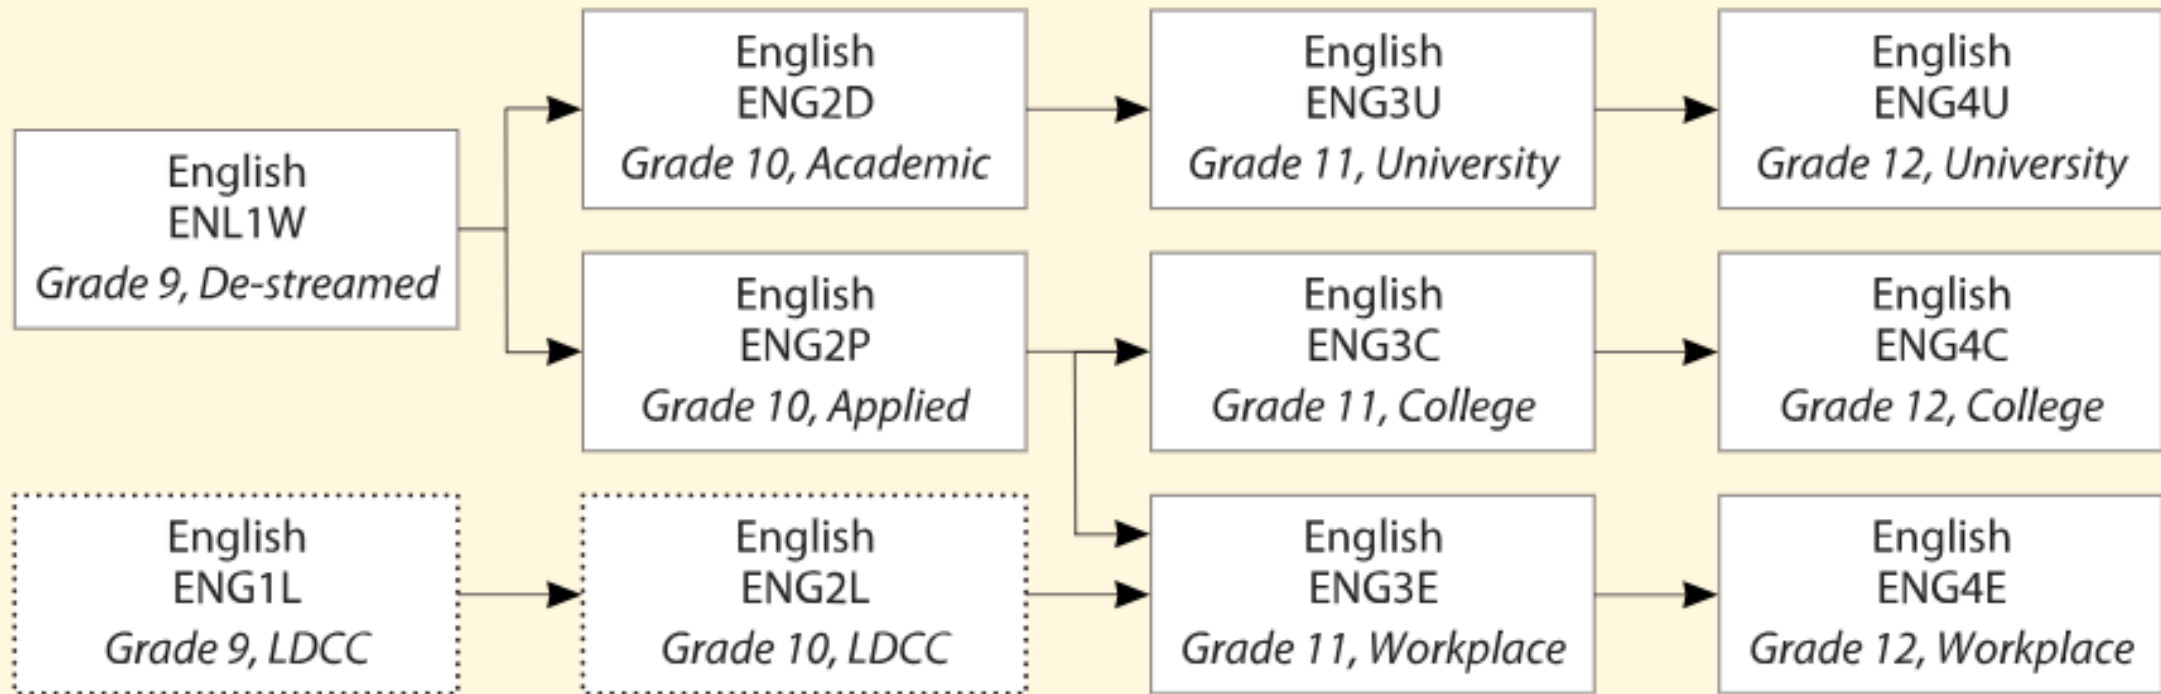 English
ENL1W
Grade 9, De-streamed
English
ENG2D
Grade 10, Academic
English
ENG3U
Grade 11, University
English
ENG4U
Grade 12, University
English
ENG2P
Grade 10, Applied
English
ENG3C
Grade 11, College
English
ENG4C
Grade 12, College
English
ENG1L
Grade 9, LDCC
English
ENG2L
Grade 10, LDCC
English
ENG3E
Grade 11, Workplace
English
ENG4E
Grade 12, Workplace